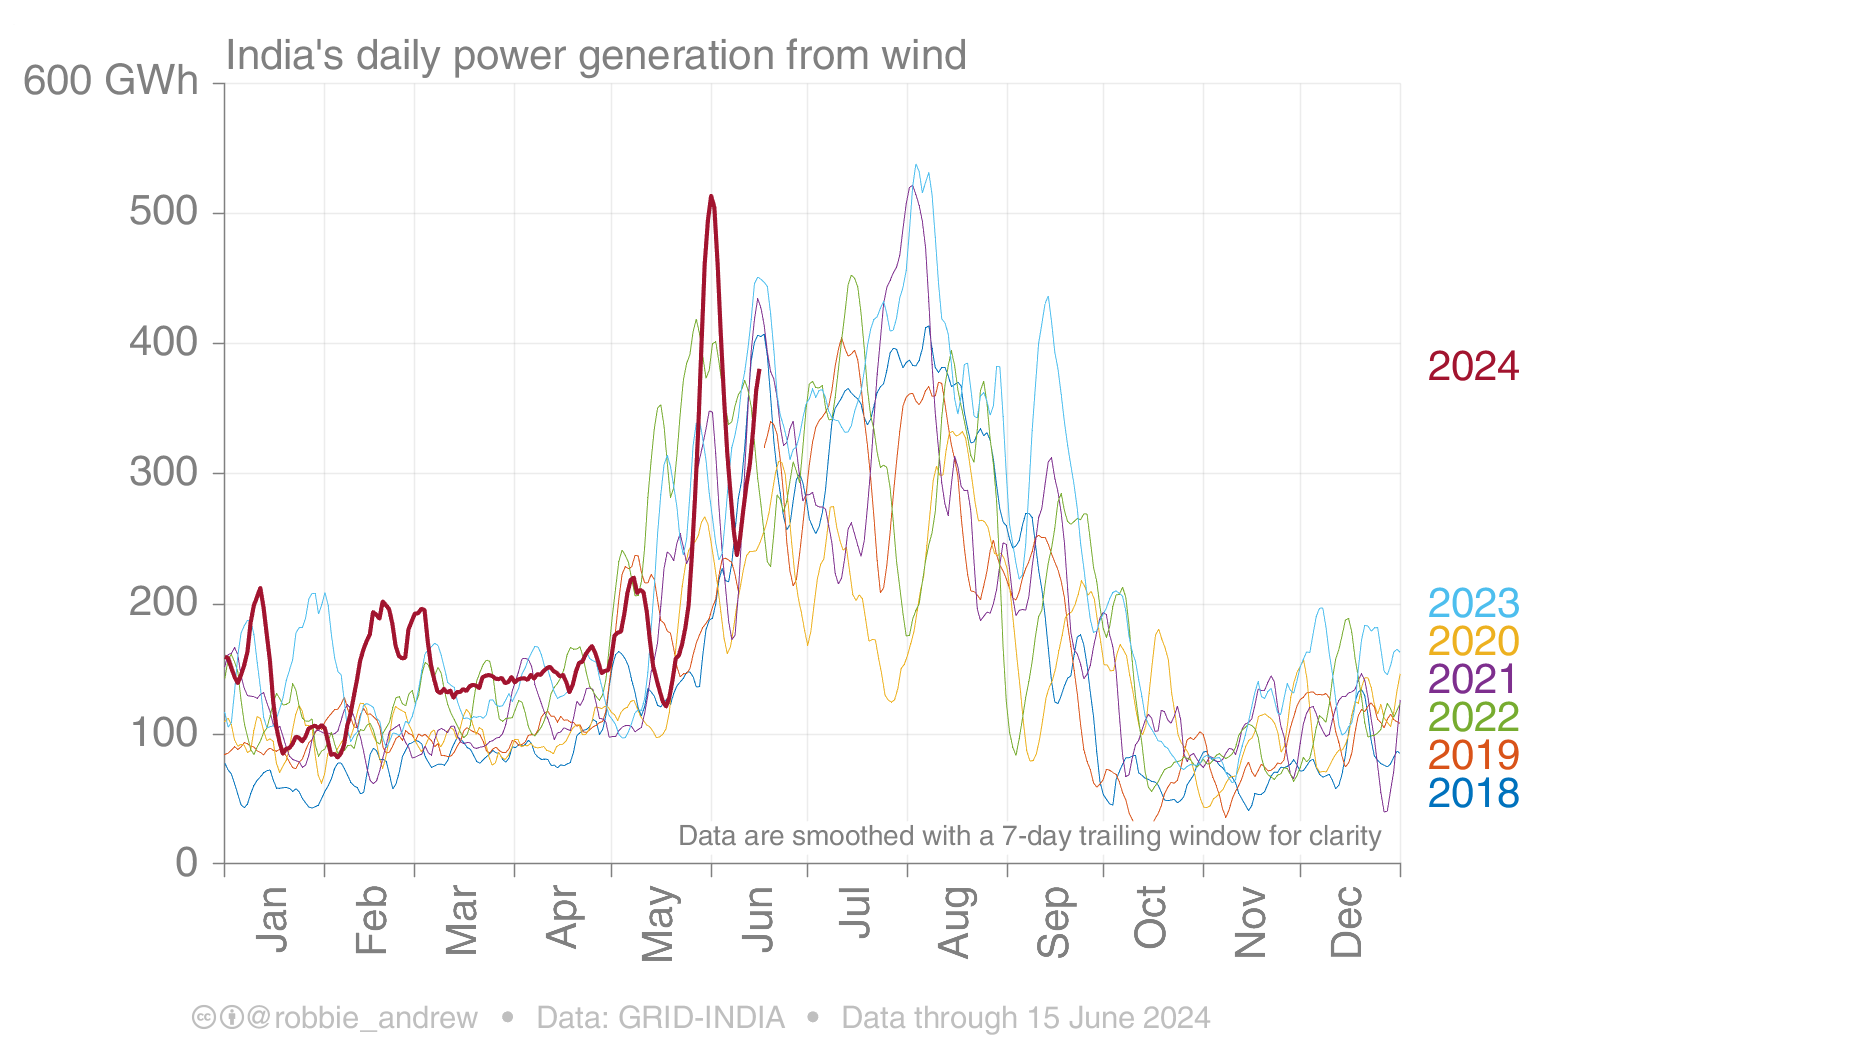 India's daily power generation from wind
600 GWh
500
400
300
200
100
0
2024
2023
2020
2021
2022
2019
2018
Data are smoothed with a 7-day trailing window for clarity
Jan
Feb
Mar
Apr
May
Jun
Jul
Aug
Sep
Oct
Nov
Dec
@robbie_andrew • Data: GRID-INDIA • Data through 15 June 2024